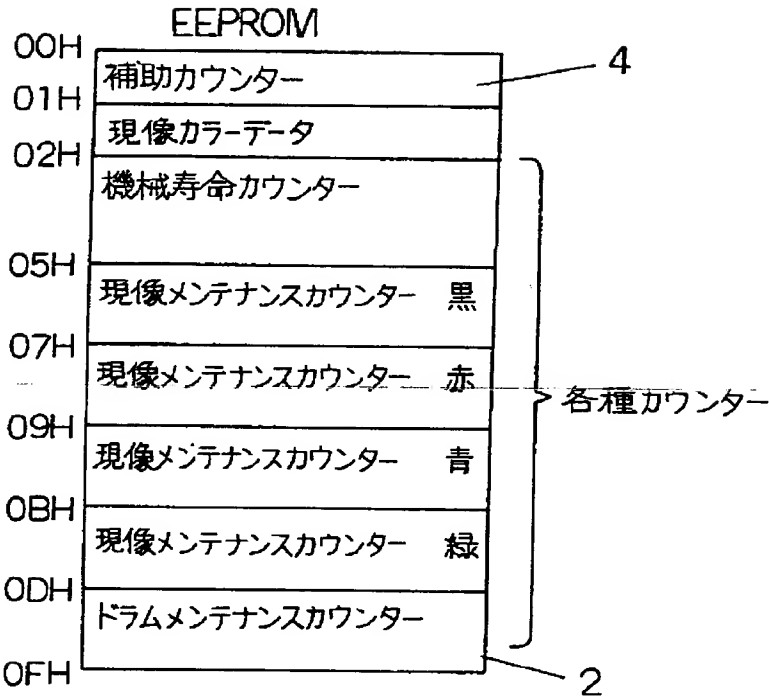 EEPROM
00H
補助カウンター
4
01H
現像カラーデータ
02H
機械寿命カウンター
05H
現像メンテナンスカウンター 黒
07H
現像メンテナンスカウンター 赤
各種カウンター
09H
現像メンテナンスカウンター 青
0BH
現像メンテナンスカウンター 緑
0DH
ドラムメンテナンスカウンター
0FH
2